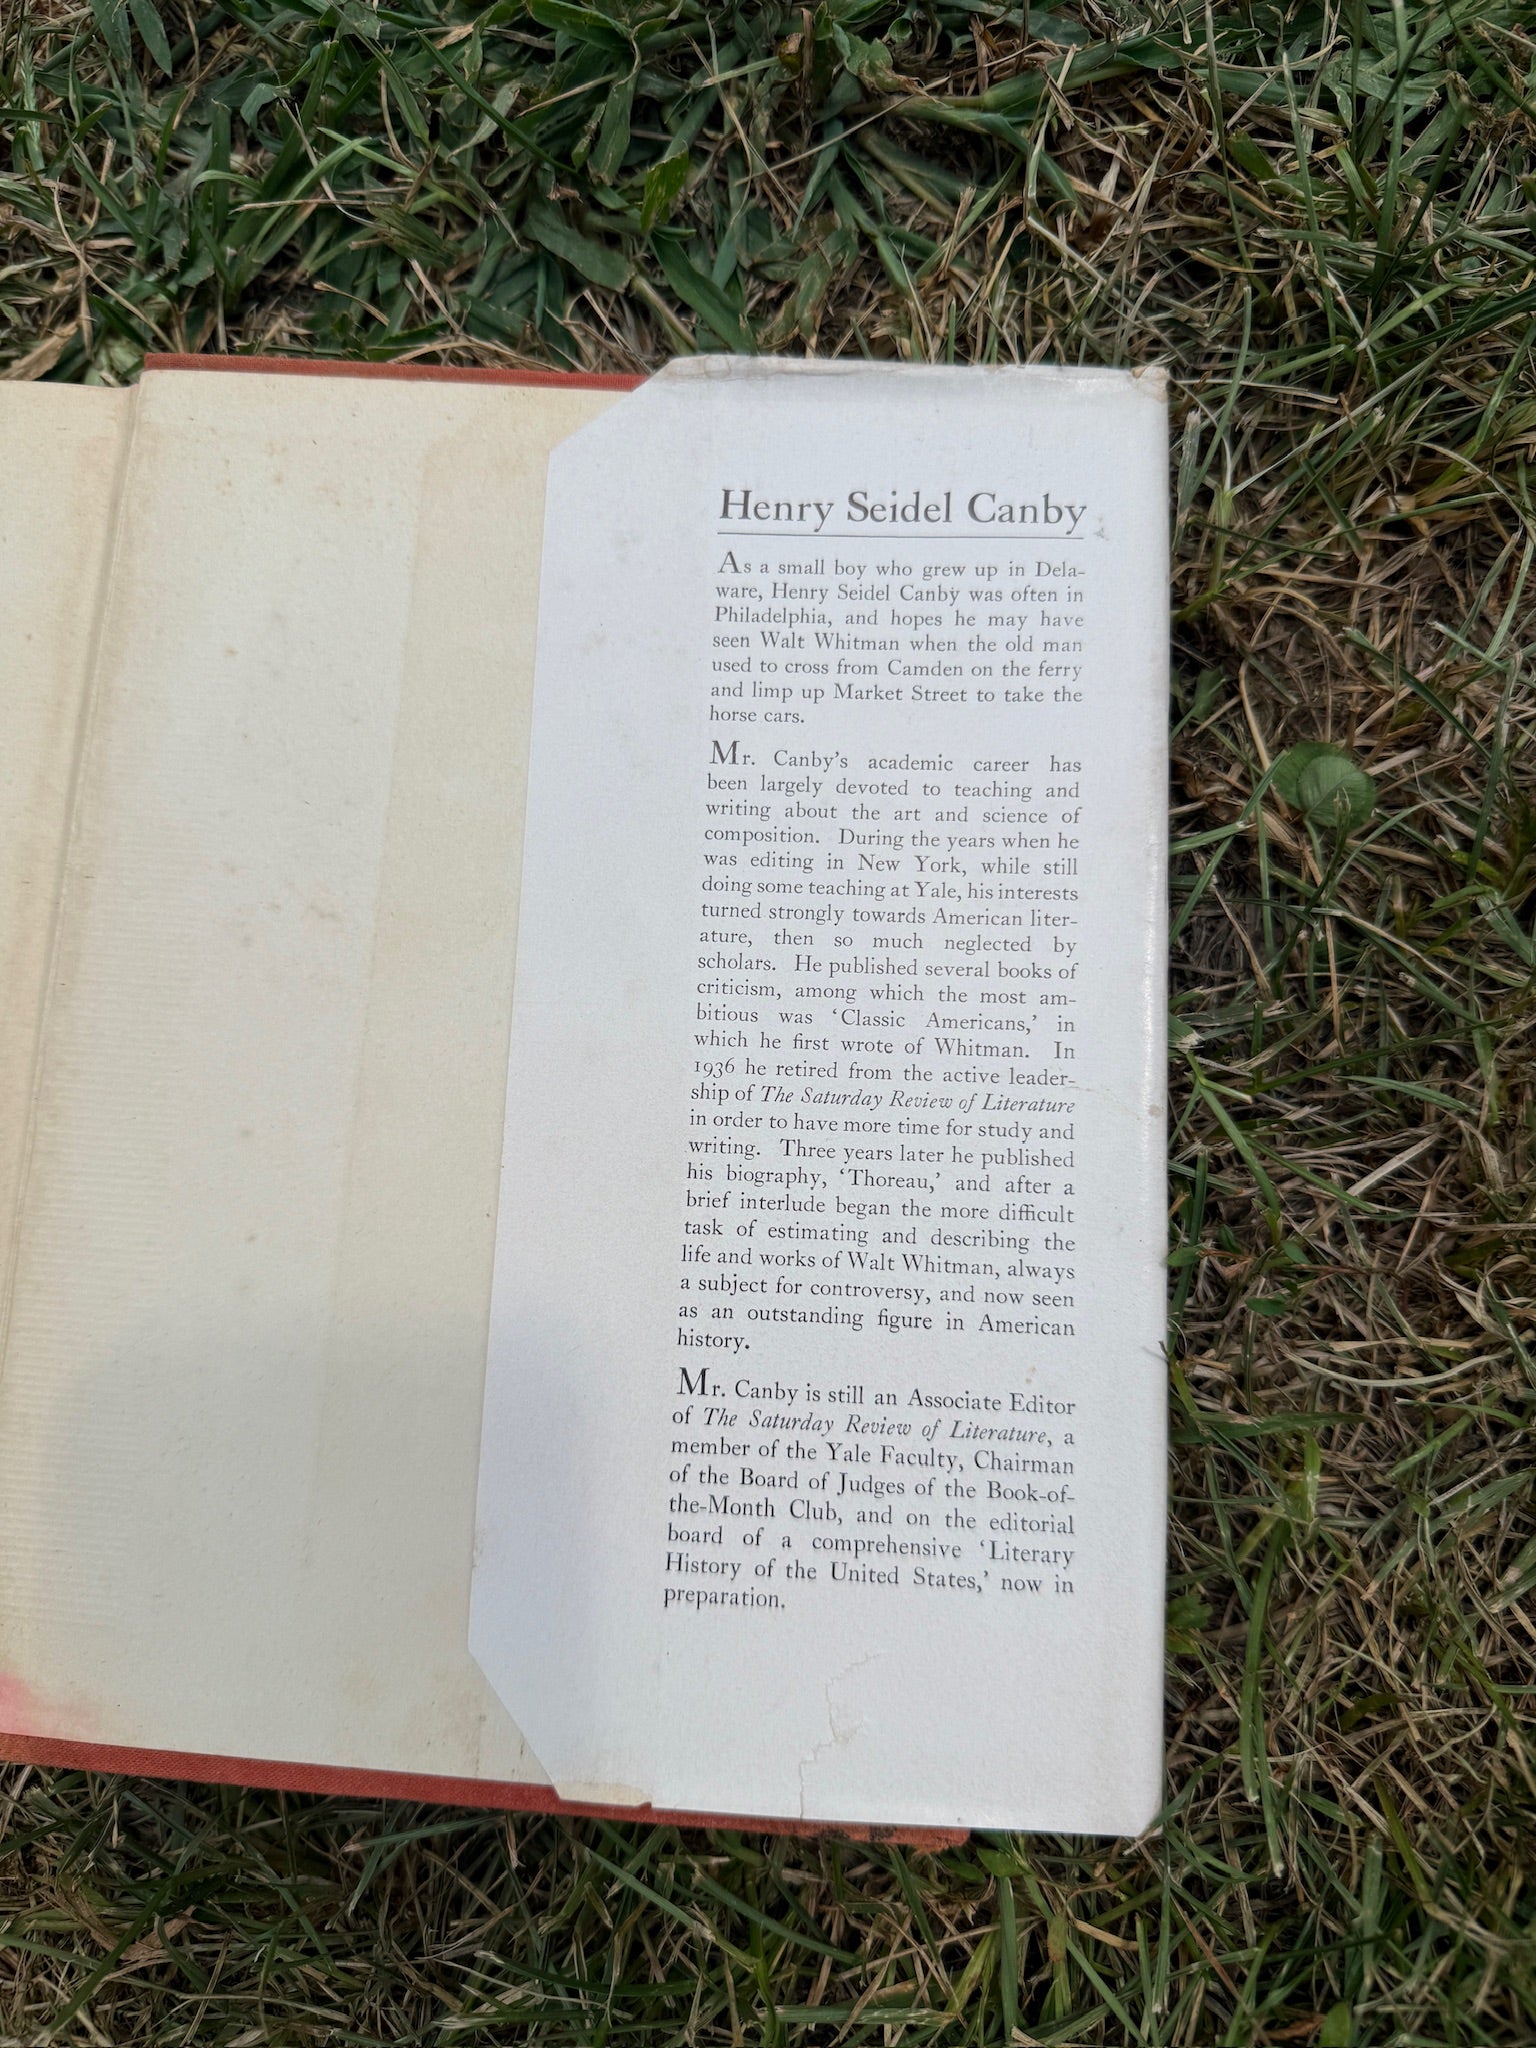 Henry Seidel Canby
As a small boy who grew up in Dela-
ware, Henry Seidel Canby was often in
Philadelphia, and hopes he may have
seen Walt Whitman when the old man
used to cross from Camden on the ferry
and limp up Market Street to take the
horse cars.
Mr. Canby's academic career has
been largely devoted to teaching and
writing about the art and science of
composition. During the years when he
was editing in New York, while still
doing some teaching at Yale, his interests
turned strongly towards American liter-
ature, then so much neglected by
scholars. He published several books of
criticism, among which the most am-
bitious was ‘Classic Americans,’ in
which he first wrote of Whitman. In
1936 he retired from the active leader-
ship of The Saturday Review of Literature
in order to have more time for study and
writing. Three years later he published
his biography, ‘Thoreau,’ and after a
brief interlude began the more difficult
task of estimating and describing the
life and works of Walt Whitman, always
a subject for controversy, and now seen
as an outstanding figure in American
history.
Mr. Canby is still an Associate Editor
of The Saturday Review of Literature, a
member of the Yale Faculty, Chairman
of the Board of Judges of the Book-of-
the-Month Club, and on the editorial
board of a comprehensive ‘Literary
History of the United States,’ now in
preparation.